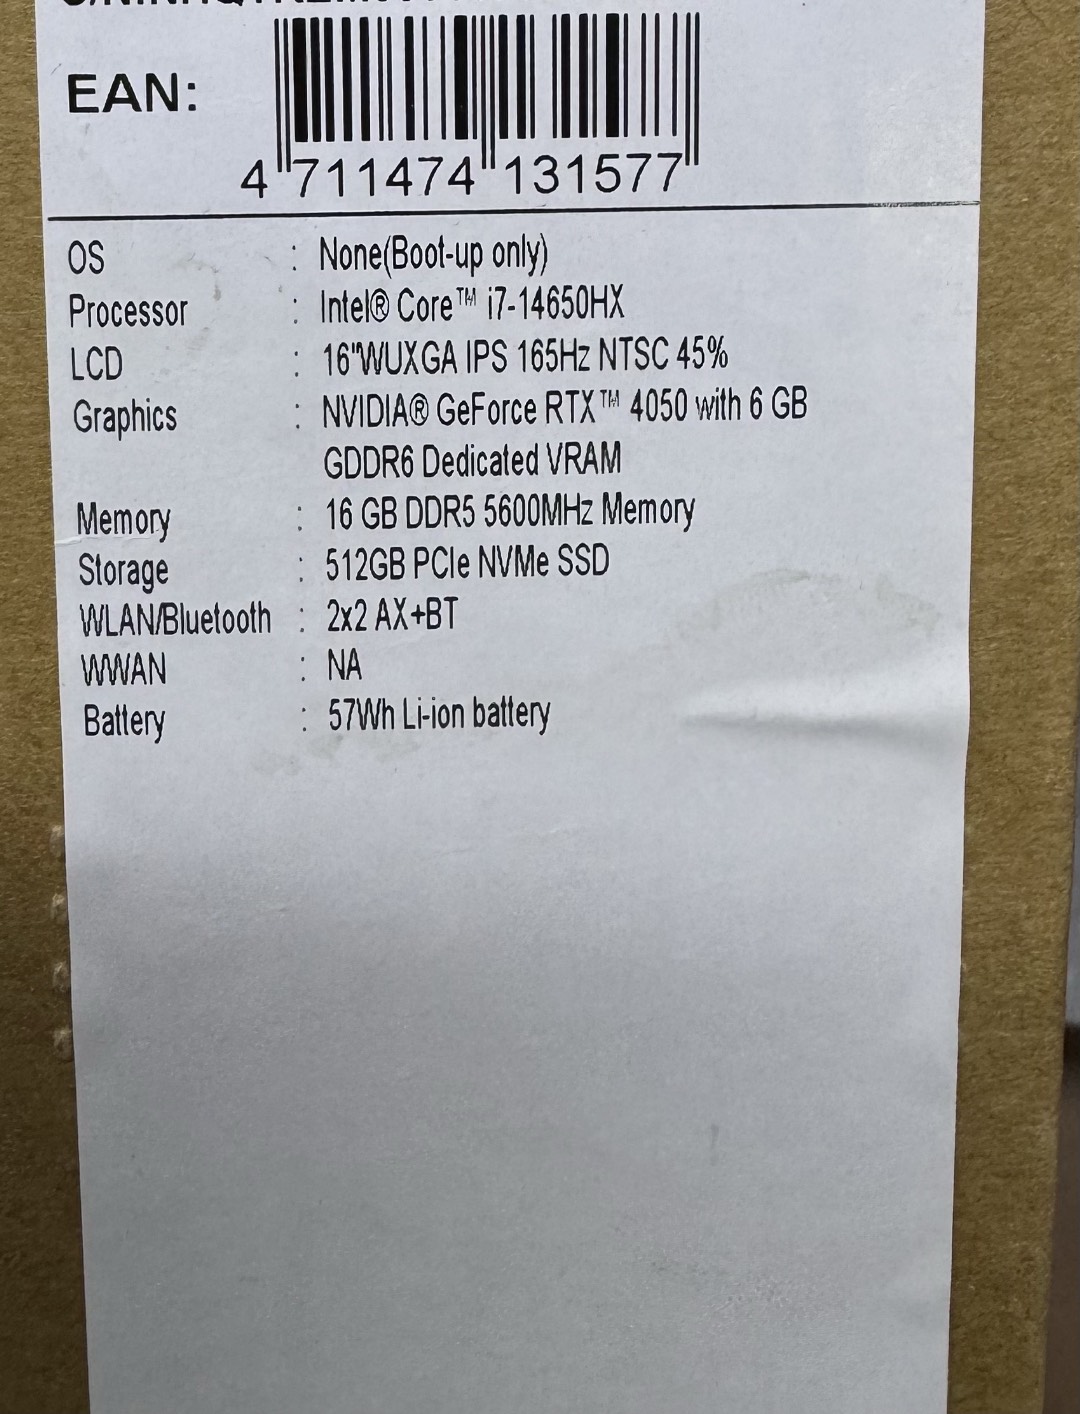 EAN:
4 711474 131577
OS : None(Boot-up only)
Processor : Intel® Core™ i7-14650HX
LCD : 16"WUXGA IPS 165Hz NTSC 45%
Graphics : NVIDIA® GeForce RTX™ 4050 with 6 GB
GDDR6 Dedicated VRAM
Memory : 16 GB DDR5 5600MHz Memory
Storage : 512GB PCIe NVMe SSD
WLAN/Bluetooth : 2x2 AX+BT
WWAN : NA
Battery : 57Wh Li-ion battery